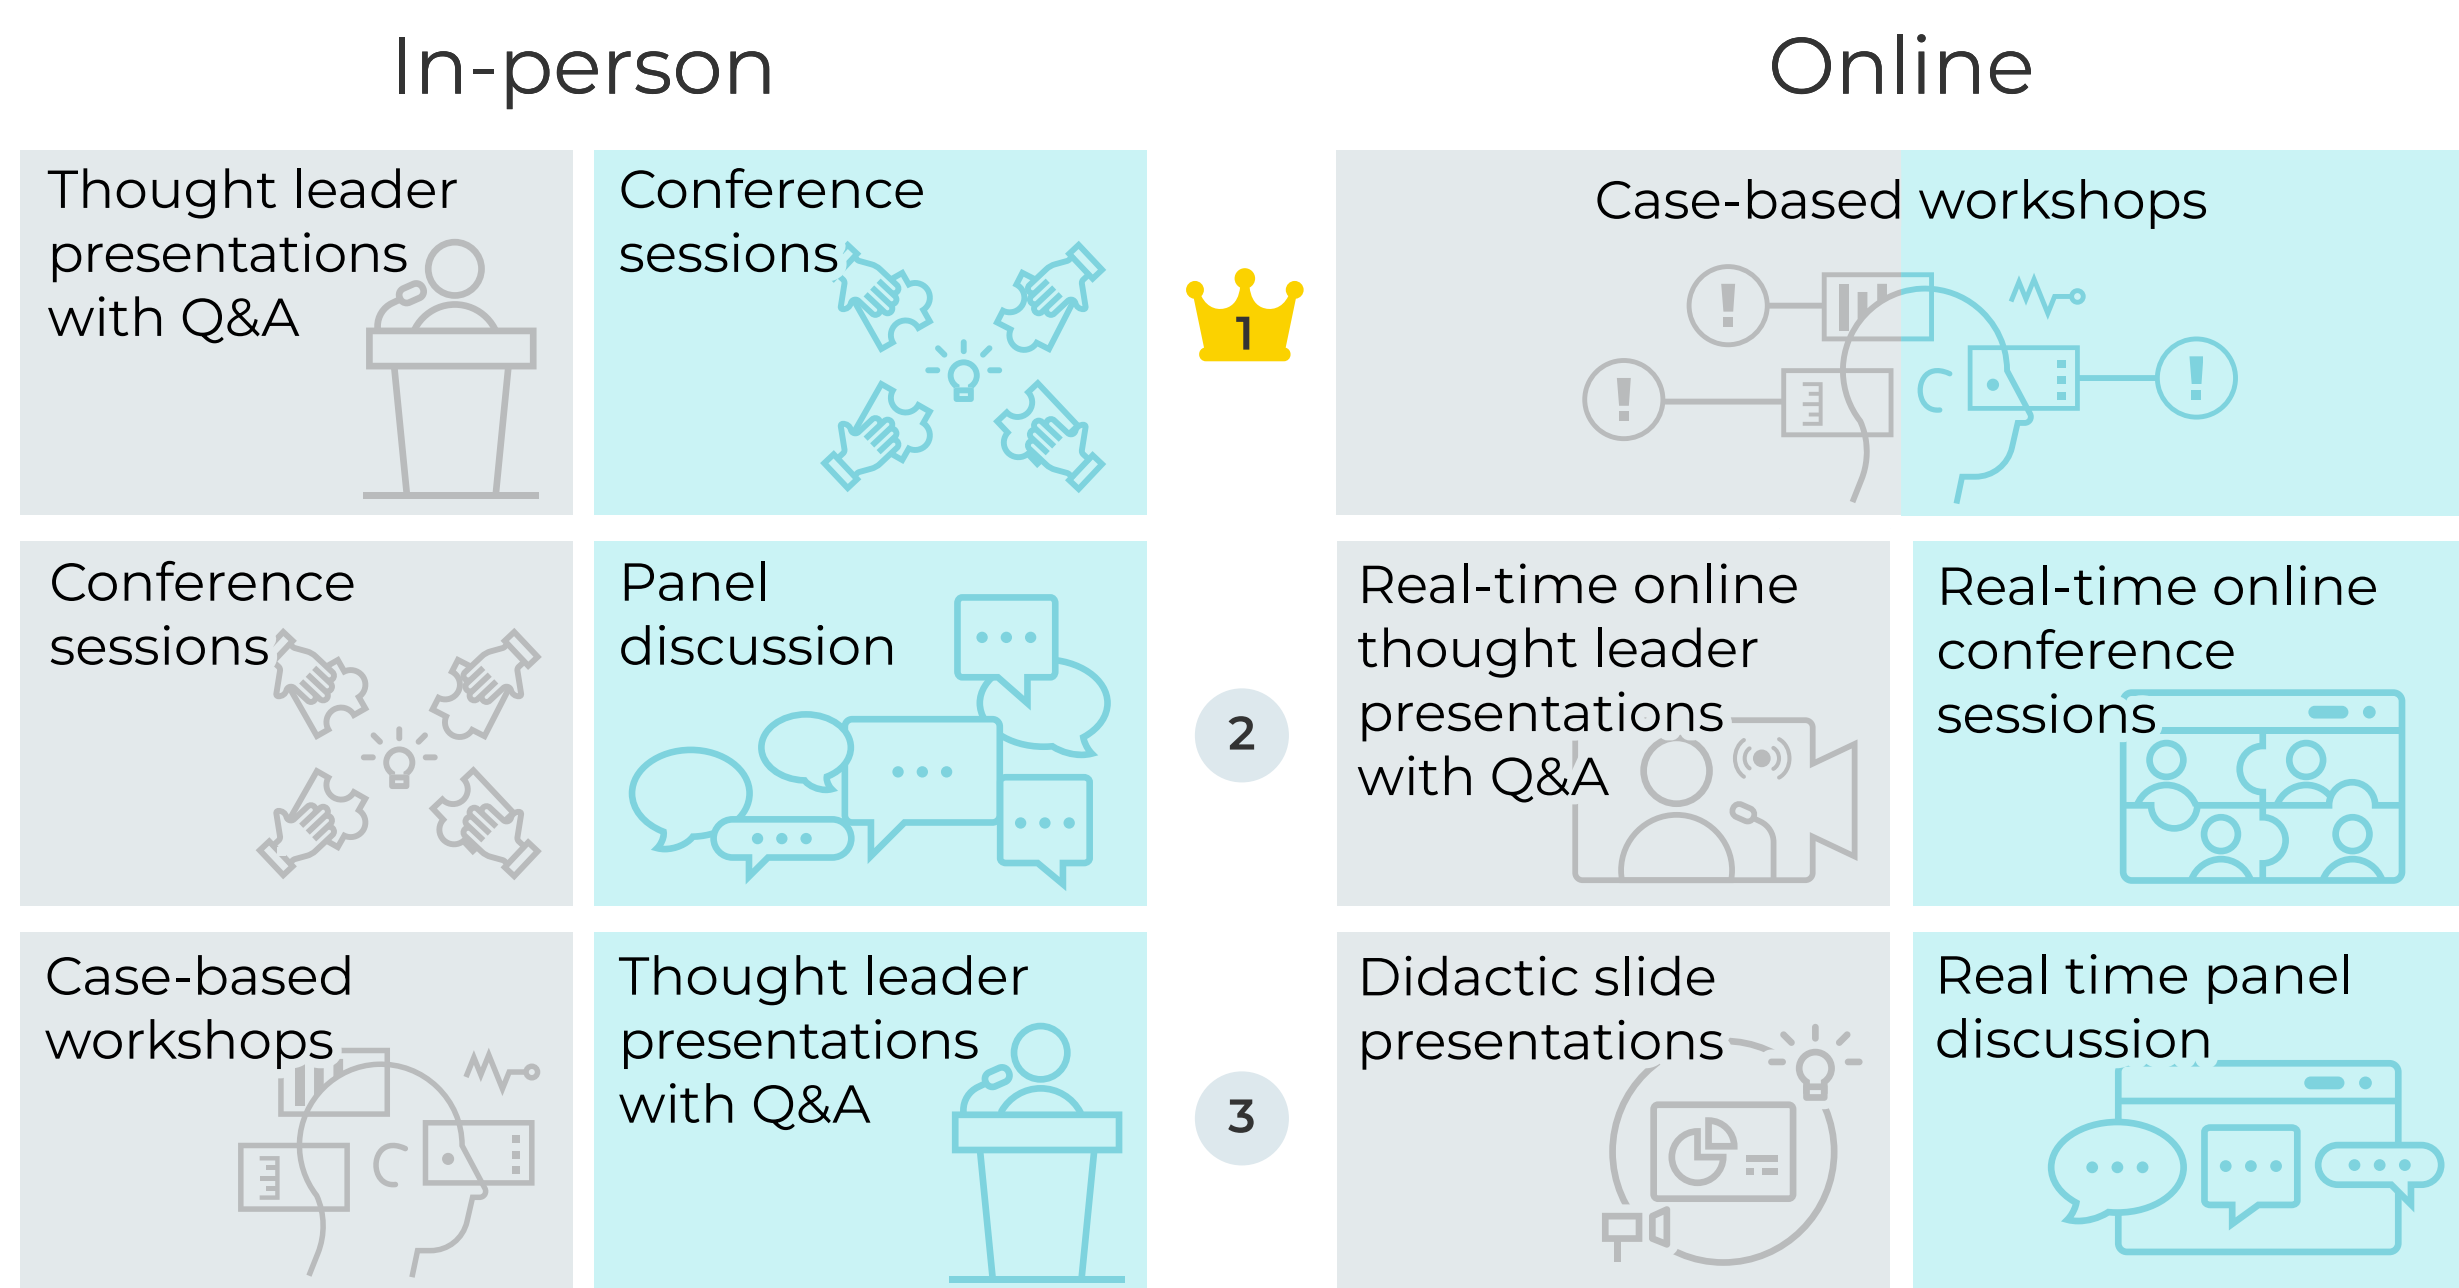 In-person
Online
Thought leader
presentations
with Q&A
Conference
sessions
1
Case-based workshops
Conference
sessions
Panel
discussion
2
Real-time online
thought leader
presentations
with Q&A
Real-time online
conference
sessions
Case-based
workshops
Thought leader
presentations
with Q&A
3
Didactic slide
presentations
Real time panel
discussion